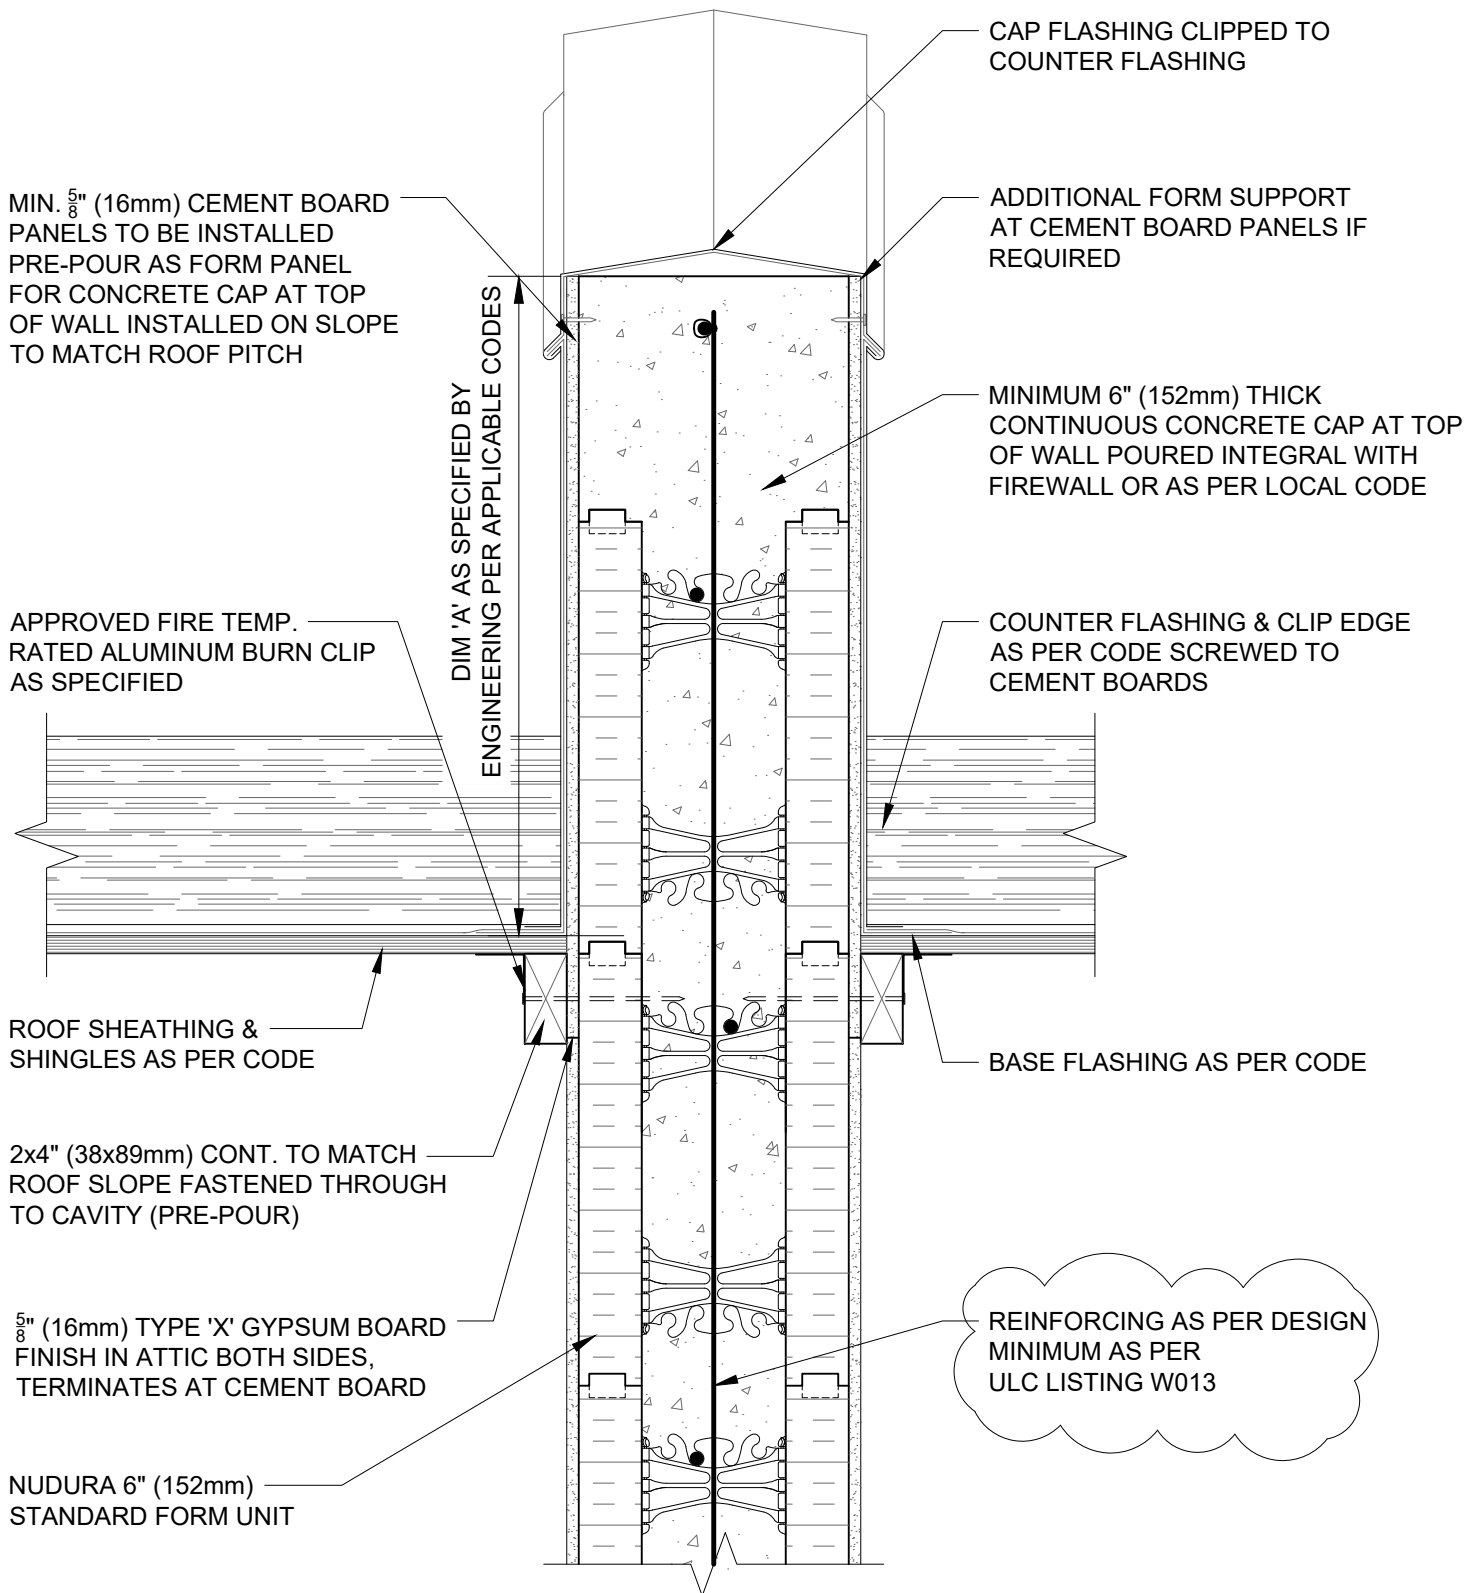 CAP FLASHING CLIPPED TO
COUNTER FLASHING
MIN. 5/8" (16mm) CEMENT BOARD
PANELS TO BE INSTALLED
PRE-POUR AS FORM PANEL
FOR CONCRETE CAP AT TOP
OF WALL INSTALLED ON SLOPE
TO MATCH ROOF PITCH
ADDITIONAL FORM SUPPORT
AT CEMENT BOARD PANELS IF
REQUIRED
DIM 'A' AS SPECIFIED BY
ENGINEERING PER APPLICABLE CODES
MINIMUM 6" (152mm) THICK
CONTINUOUS CONCRETE CAP AT TOP
OF WALL POURED INTEGRAL WITH
FIREWALL OR AS PER LOCAL CODE
APPROVED FIRE TEMP.
RATED ALUMINUM BURN CLIP
AS SPECIFIED
COUNTER FLASHING & CLIP EDGE
AS PER CODE SCREWED TO
CEMENT BOARDS
ROOF SHEATHING &
SHINGLES AS PER CODE
BASE FLASHING AS PER CODE
2x4" (38x89mm) CONT. TO MATCH
ROOF SLOPE FASTENED THROUGH
TO CAVITY (PRE-POUR)
5/8" (16mm) TYPE 'X' GYPSUM BOARD
FINISH IN ATTIC BOTH SIDES,
TERMINATES AT CEMENT BOARD
REINFORCING AS PER DESIGN
MINIMUM AS PER
ULC LISTING W013
NUDURA 6" (152mm)
STANDARD FORM UNIT